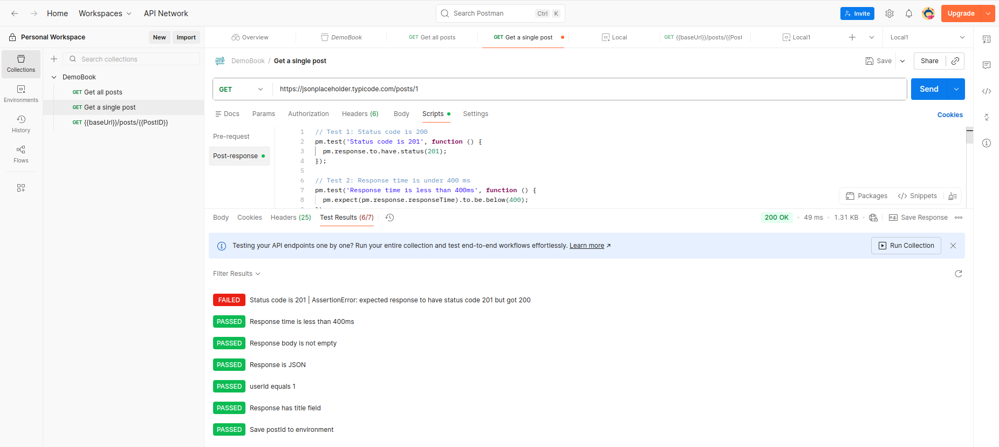 Home Workspaces API Network Search Postman Ctrl K Invite Upgrade
Personal Workspace New Import Overview DemoBook GET Get all posts GET Get a single post Local GET {{baseUrl}}/posts/{{Post Local1 Local1
Collections
Environments
History
Flows
Search collections
DemoBook
GET Get all posts
GET Get a single post
GET {{baseUrl}}/posts/{{PostID}}
HTTP DemoBook / Get a single post Save Share
GET https://jsonplaceholder.typicode.com/posts/1 Send
Docs Params Authorization Headers (6) Body Scripts Settings Cookies
Pre-request
Post-response
1 // Test 1: Status code is 200
2 pm.test('Status code is 201', function () {
3 pm.response.to.have.status(201);
4 });
5
6 // Test 2: Response time is under 400 ms
7 pm.test('Response time is less than 400ms', function () {
8 pm.expect(pm.response.responseTime).to.be.below(400);
Packages Snippets
Body Cookies Headers (25) Test Results (6/7) 200 OK 49 ms 1.31 KB e.g. Save Response
Testing your API endpoints one by one? Run your entire collection and test end-to-end workflows effortlessly. Learn more Run Collection
Filter Results
FAILED Status code is 201 | AssertionError: expected response to have status code 201 but got 200
PASSED Response time is less than 400ms
PASSED Response body is not empty
PASSED Response is JSON
PASSED userId equals 1
PASSED Response has title field
PASSED Save postId to environment